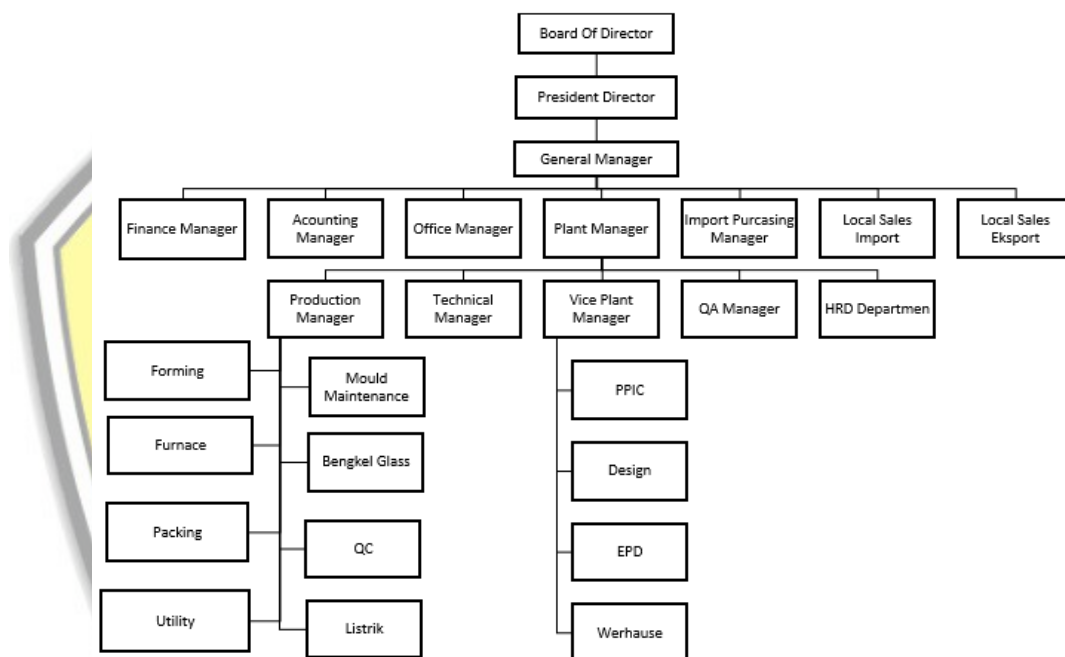 Board Of Director
President Director
General Manager
Finance Manager
Acounting
Manager
Office Manager
Plant Manager
Import Purcasing
Manager
Local Sales
Import
Local Sales
Eksport
Production
Manager
Technical
Manager
Vice Plant
Manager
QA Manager
HRD Departmen
Forming
Mould
Maintenance
PPIC
Furnace
Bengkel Glass
Design
Packing
QC
EPD
Utility
Listrik
Werhause